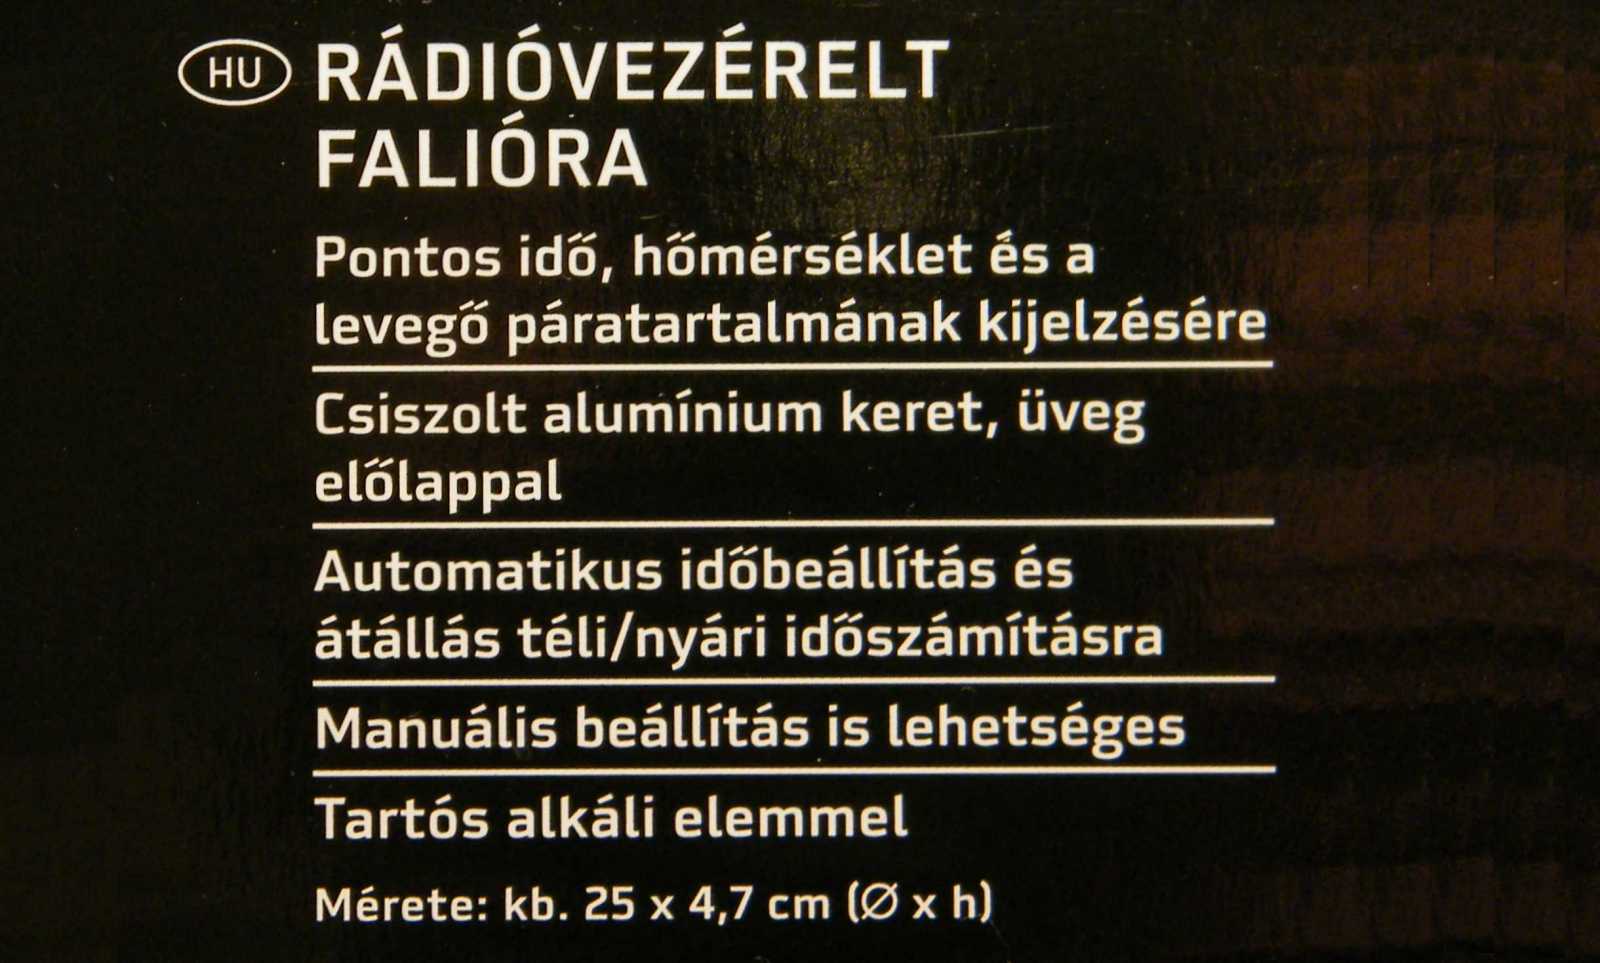 HU RÁDIÓVEZÉRELT
FALIÓRA
Pontos idő, hőmérséklet és a
levegő páratartalmának kijelzésére
Csiszolt alumínium keret, üveg
előlappal
Automatikus időbeállítás és
átállás téli/nyári időszámításra
Manuális beállítás is lehetséges
Tartós alkáli elemmel
Mérete: kb. 25 x 4,7 cm (Ø x h)